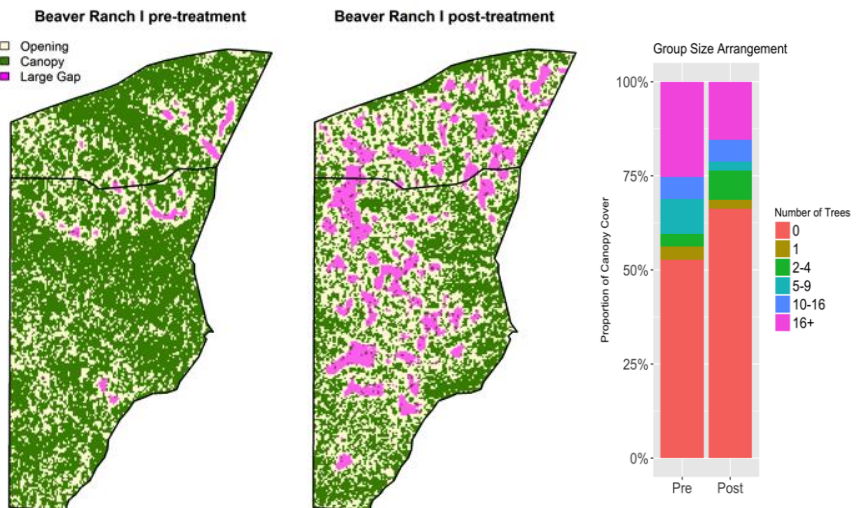 Beaver Ranch I pre-treatment
Opening
Canopy
Large Gap
Beaver Ranch I post-treatment
Group Size Arrangement
Proportion of Canopy Cover
100%
75%
50%
25%
0%
Pre
Post
Number of Trees
0
1
2-4
5-9
10-16
16+